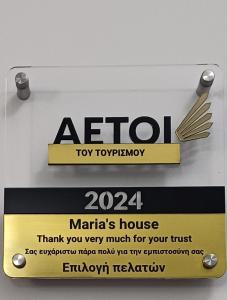 ΑΕΤΟΙ
ΤΟΥ ΤΟΥΡΙΣΜΟΥ
2024
Maria's house
Thank you very much for your trust
Σας ευχάριστω πάρα πολύ για την εμπιστοσύνη σας
Επιλογή πελατών